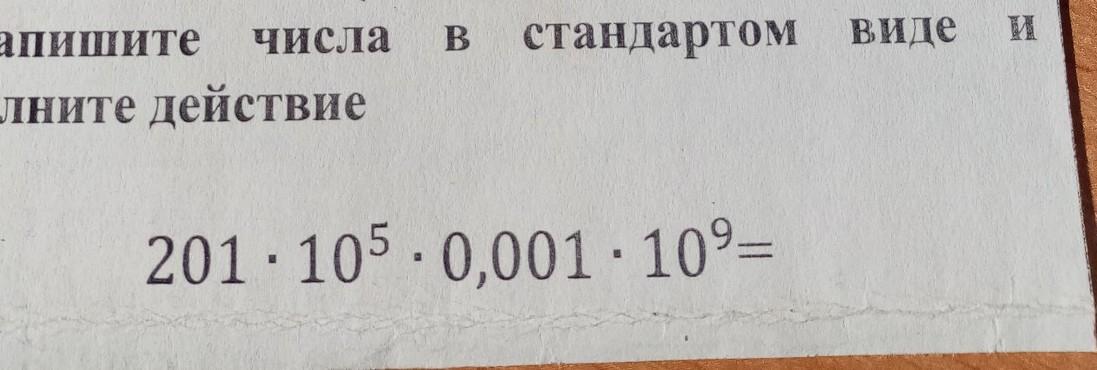 апишите числа в стандартом виде и
лните действие
201 · 10⁵ · 0,001 · 10⁹=